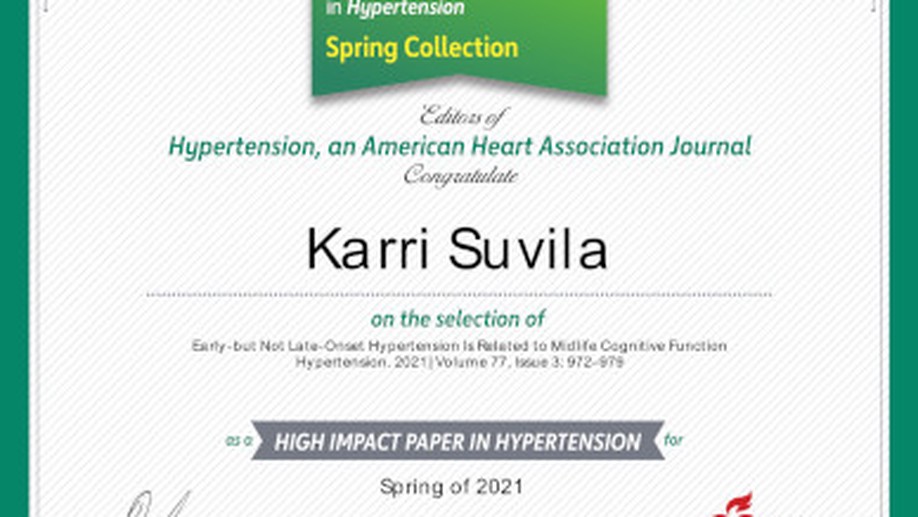 in Hypertension
Spring Collection
Editors of
Hypertension, an American Heart Association Journal
Congratulate
Karri Suvila
on the selection of
Early-but Not Late-Onset Hypertension Is Related to Midlife Cognitive Function
Hypertension. 2021| Volume 77, Issue 3: 972–979
as a HIGH IMPACT PAPER IN HYPERTENSION for
Spring of 2021